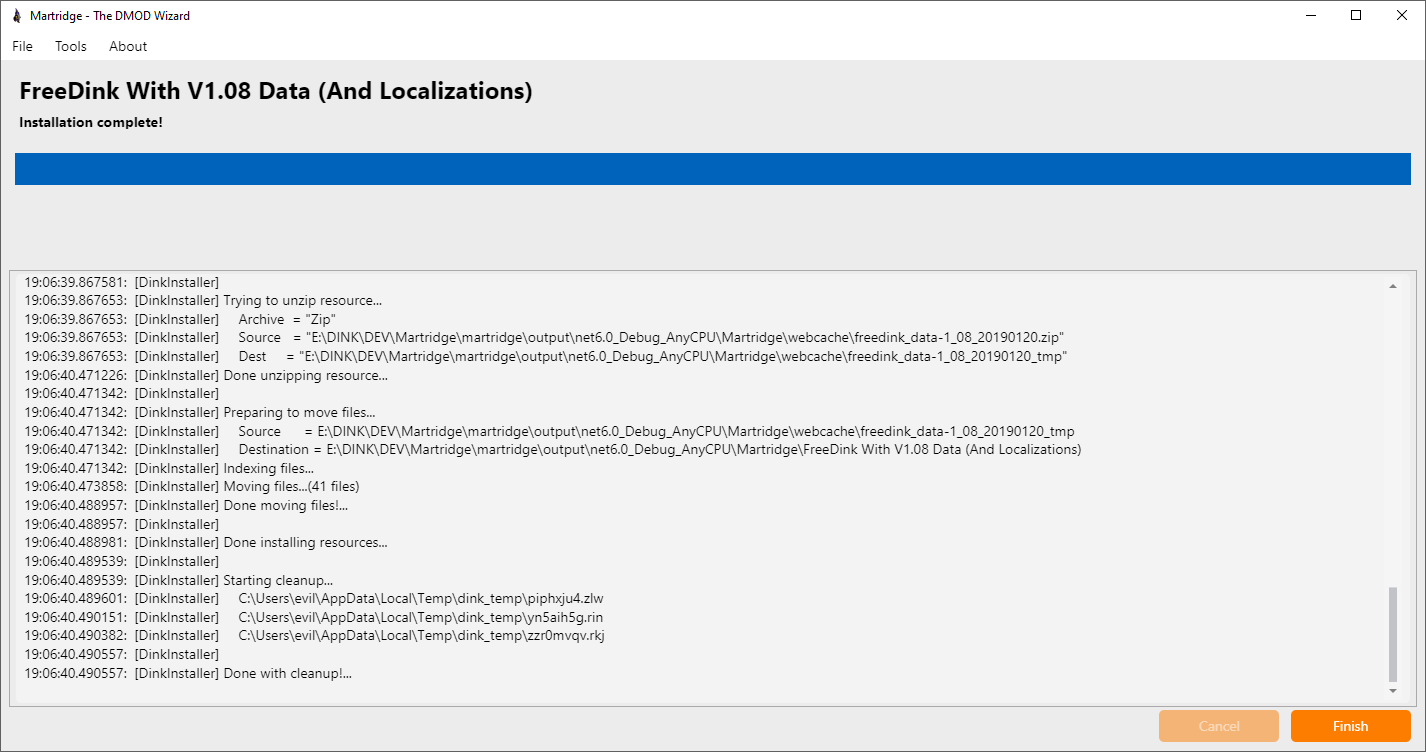 Martridge - The DMOD Wizard
File Tools About
FreeDink With V1.08 Data (And Localizations)
Installation complete!
19:06:39.867581: [DinkInstaller]
19:06:39.867653: [DinkInstaller] Trying to unzip resource...
19:06:39.867653: [DinkInstaller] Archive = "Zip"
19:06:39.867653: [DinkInstaller] Source = "E:\DINK\DEV\Martridge\martridge\output\net6.0_Debug_AnyCPU\Martridge\webcache\freedink_data-1_08_20190120.zip"
19:06:39.867653: [DinkInstaller] Dest = "E:\DINK\DEV\Martridge\martridge\output\net6.0_Debug_AnyCPU\Martridge\webcache\freedink_data-1_08_20190120_tmp"
19:06:40.471226: [DinkInstaller] Done unzipping resource...
19:06:40.471342: [DinkInstaller]
19:06:40.471342: [DinkInstaller] Preparing to move files...
19:06:40.471342: [DinkInstaller] Source = E:\DINK\DEV\Martridge\martridge\output\net6.0_Debug_AnyCPU\Martridge\webcache\freedink_data-1_08_20190120_tmp
19:06:40.471342: [DinkInstaller] Destination = E:\DINK\DEV\Martridge\martridge\output\net6.0_Debug_AnyCPU\Martridge\FreeDink With V1.08 Data (And Localizations)
19:06:40.471342: [DinkInstaller] Indexing files...
19:06:40.473858: [DinkInstaller] Moving files...(41 files)
19:06:40.488957: [DinkInstaller] Done moving files!...
19:06:40.488957: [DinkInstaller]
19:06:40.488981: [DinkInstaller] Done installing resources...
19:06:40.489539: [DinkInstaller]
19:06:40.489539: [DinkInstaller] Starting cleanup...
19:06:40.489601: [DinkInstaller] C:\Users\evil\AppData\Local\Temp\dink_temp\piphxju4.zlw
19:06:40.490151: [DinkInstaller] C:\Users\evil\AppData\Local\Temp\dink_temp\yn5aih5g.rin
19:06:40.490382: [DinkInstaller] C:\Users\evil\AppData\Local\Temp\dink_temp\zzr0mvqv.rkj
19:06:40.490557: [DinkInstaller]
19:06:40.490557: [DinkInstaller] Done with cleanup!...
Cancel Finish